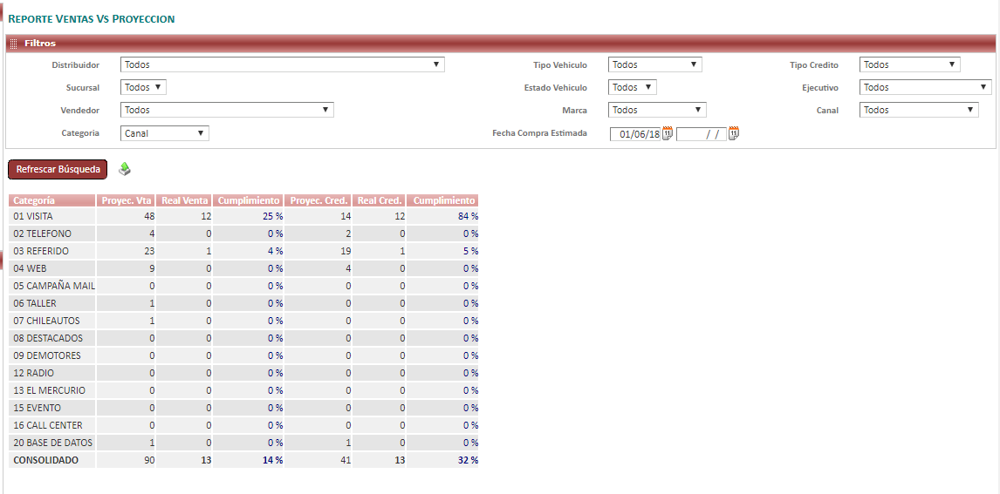 REPORTE VENTAS VS PROYECCION
Filtros
Distribuidor Todos Tipo Vehiculo Todos Tipo Credito Todos
Sucursal Todos Estado Vehiculo Todos Ejecutivo Todos
Vendedor Todos Marca Todos Canal Todos
Categoria Canal Fecha Compra Estimada 01/06/18 11 / / 11
Refrescar Búsqueda
Categoría Proyec. Vta Real Venta Cumplimiento Proyec. Cred. Real Cred. Cumplimiento
01 VISITA 48 12 25 % 14 12 84 %
02 TELEFONO 4 0 0 % 2 0 0 %
03 REFERIDO 23 1 4 % 19 1 5 %
04 WEB 9 0 0 % 4 0 0 %
05 CAMPAÑA MAIL 0 0 0 % 0 0 0 %
06 TALLER 1 0 0 % 0 0 0 %
07 CHILEAUTOS 1 0 0 % 0 0 0 %
08 DESTACADOS 0 0 0 % 0 0 0 %
09 DEMOTORES 0 0 0 % 0 0 0 %
12 RADIO 0 0 0 % 0 0 0 %
13 EL MERCURIO 0 0 0 % 0 0 0 %
15 EVENTO 0 0 0 % 0 0 0 %
16 CALL CENTER 0 0 0 % 0 0 0 %
20 BASE DE DATOS 1 0 0 % 1 0 0 %
CONSOLIDADO 90 13 14 % 41 13 32 %